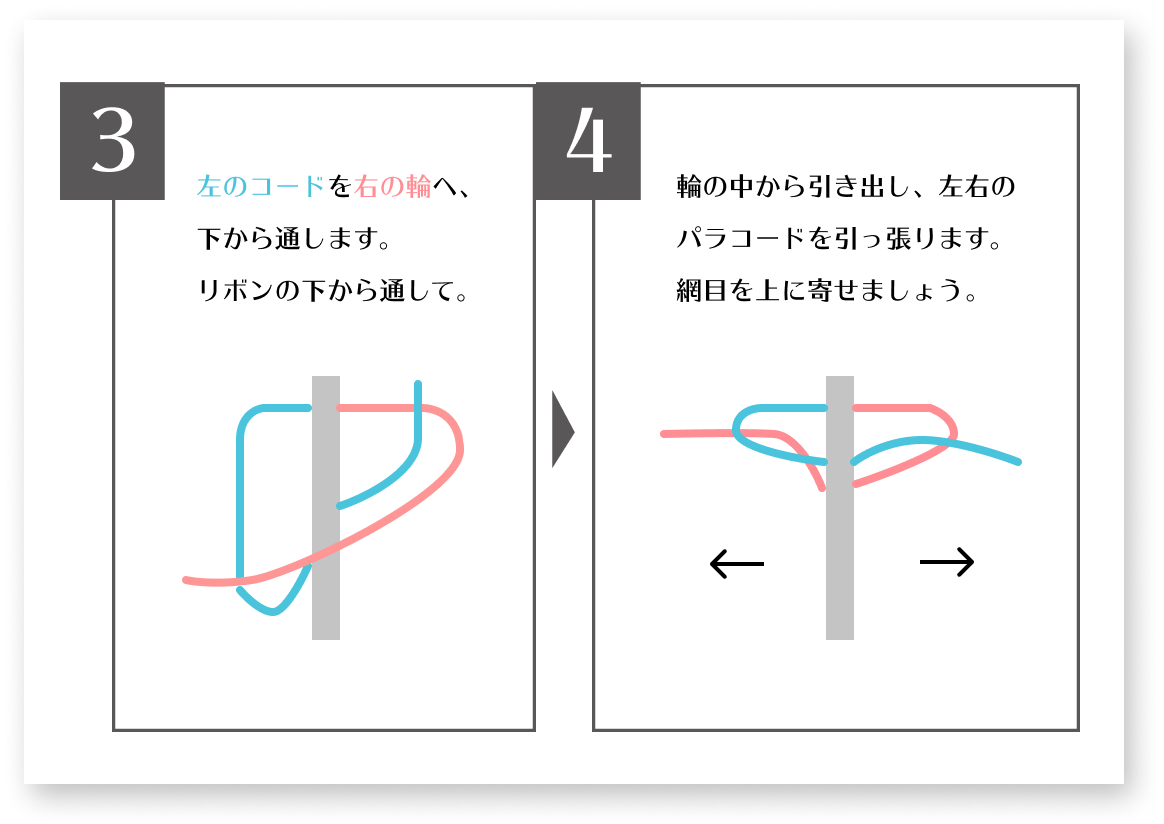 3
左のコードを右の輪へ、
下から通します。
リボンの下から通して。
4
輪の中から引き出し、左右の
パラコードを引っ張ります。
網目を上に寄せましょう。